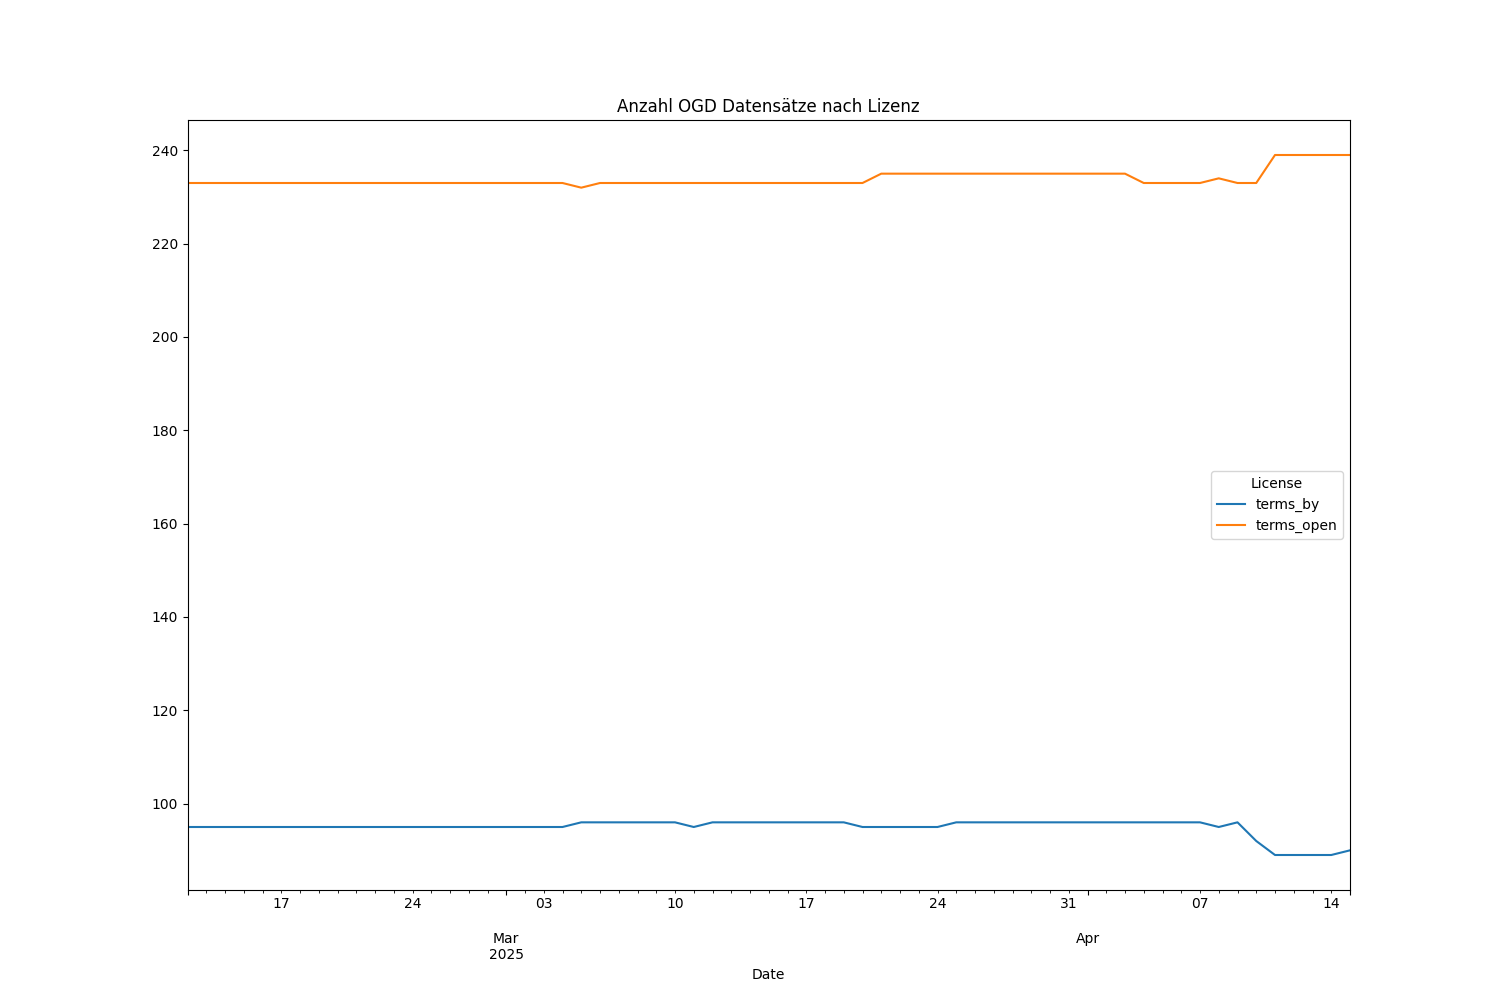 Anzahl OGD Datensätze nach Lizenz
240
220
200
180
160
140
120
100
License
terms_by
terms_open
17 24 03 10 17 24 31 07 14
Mar Apr
2025
Date